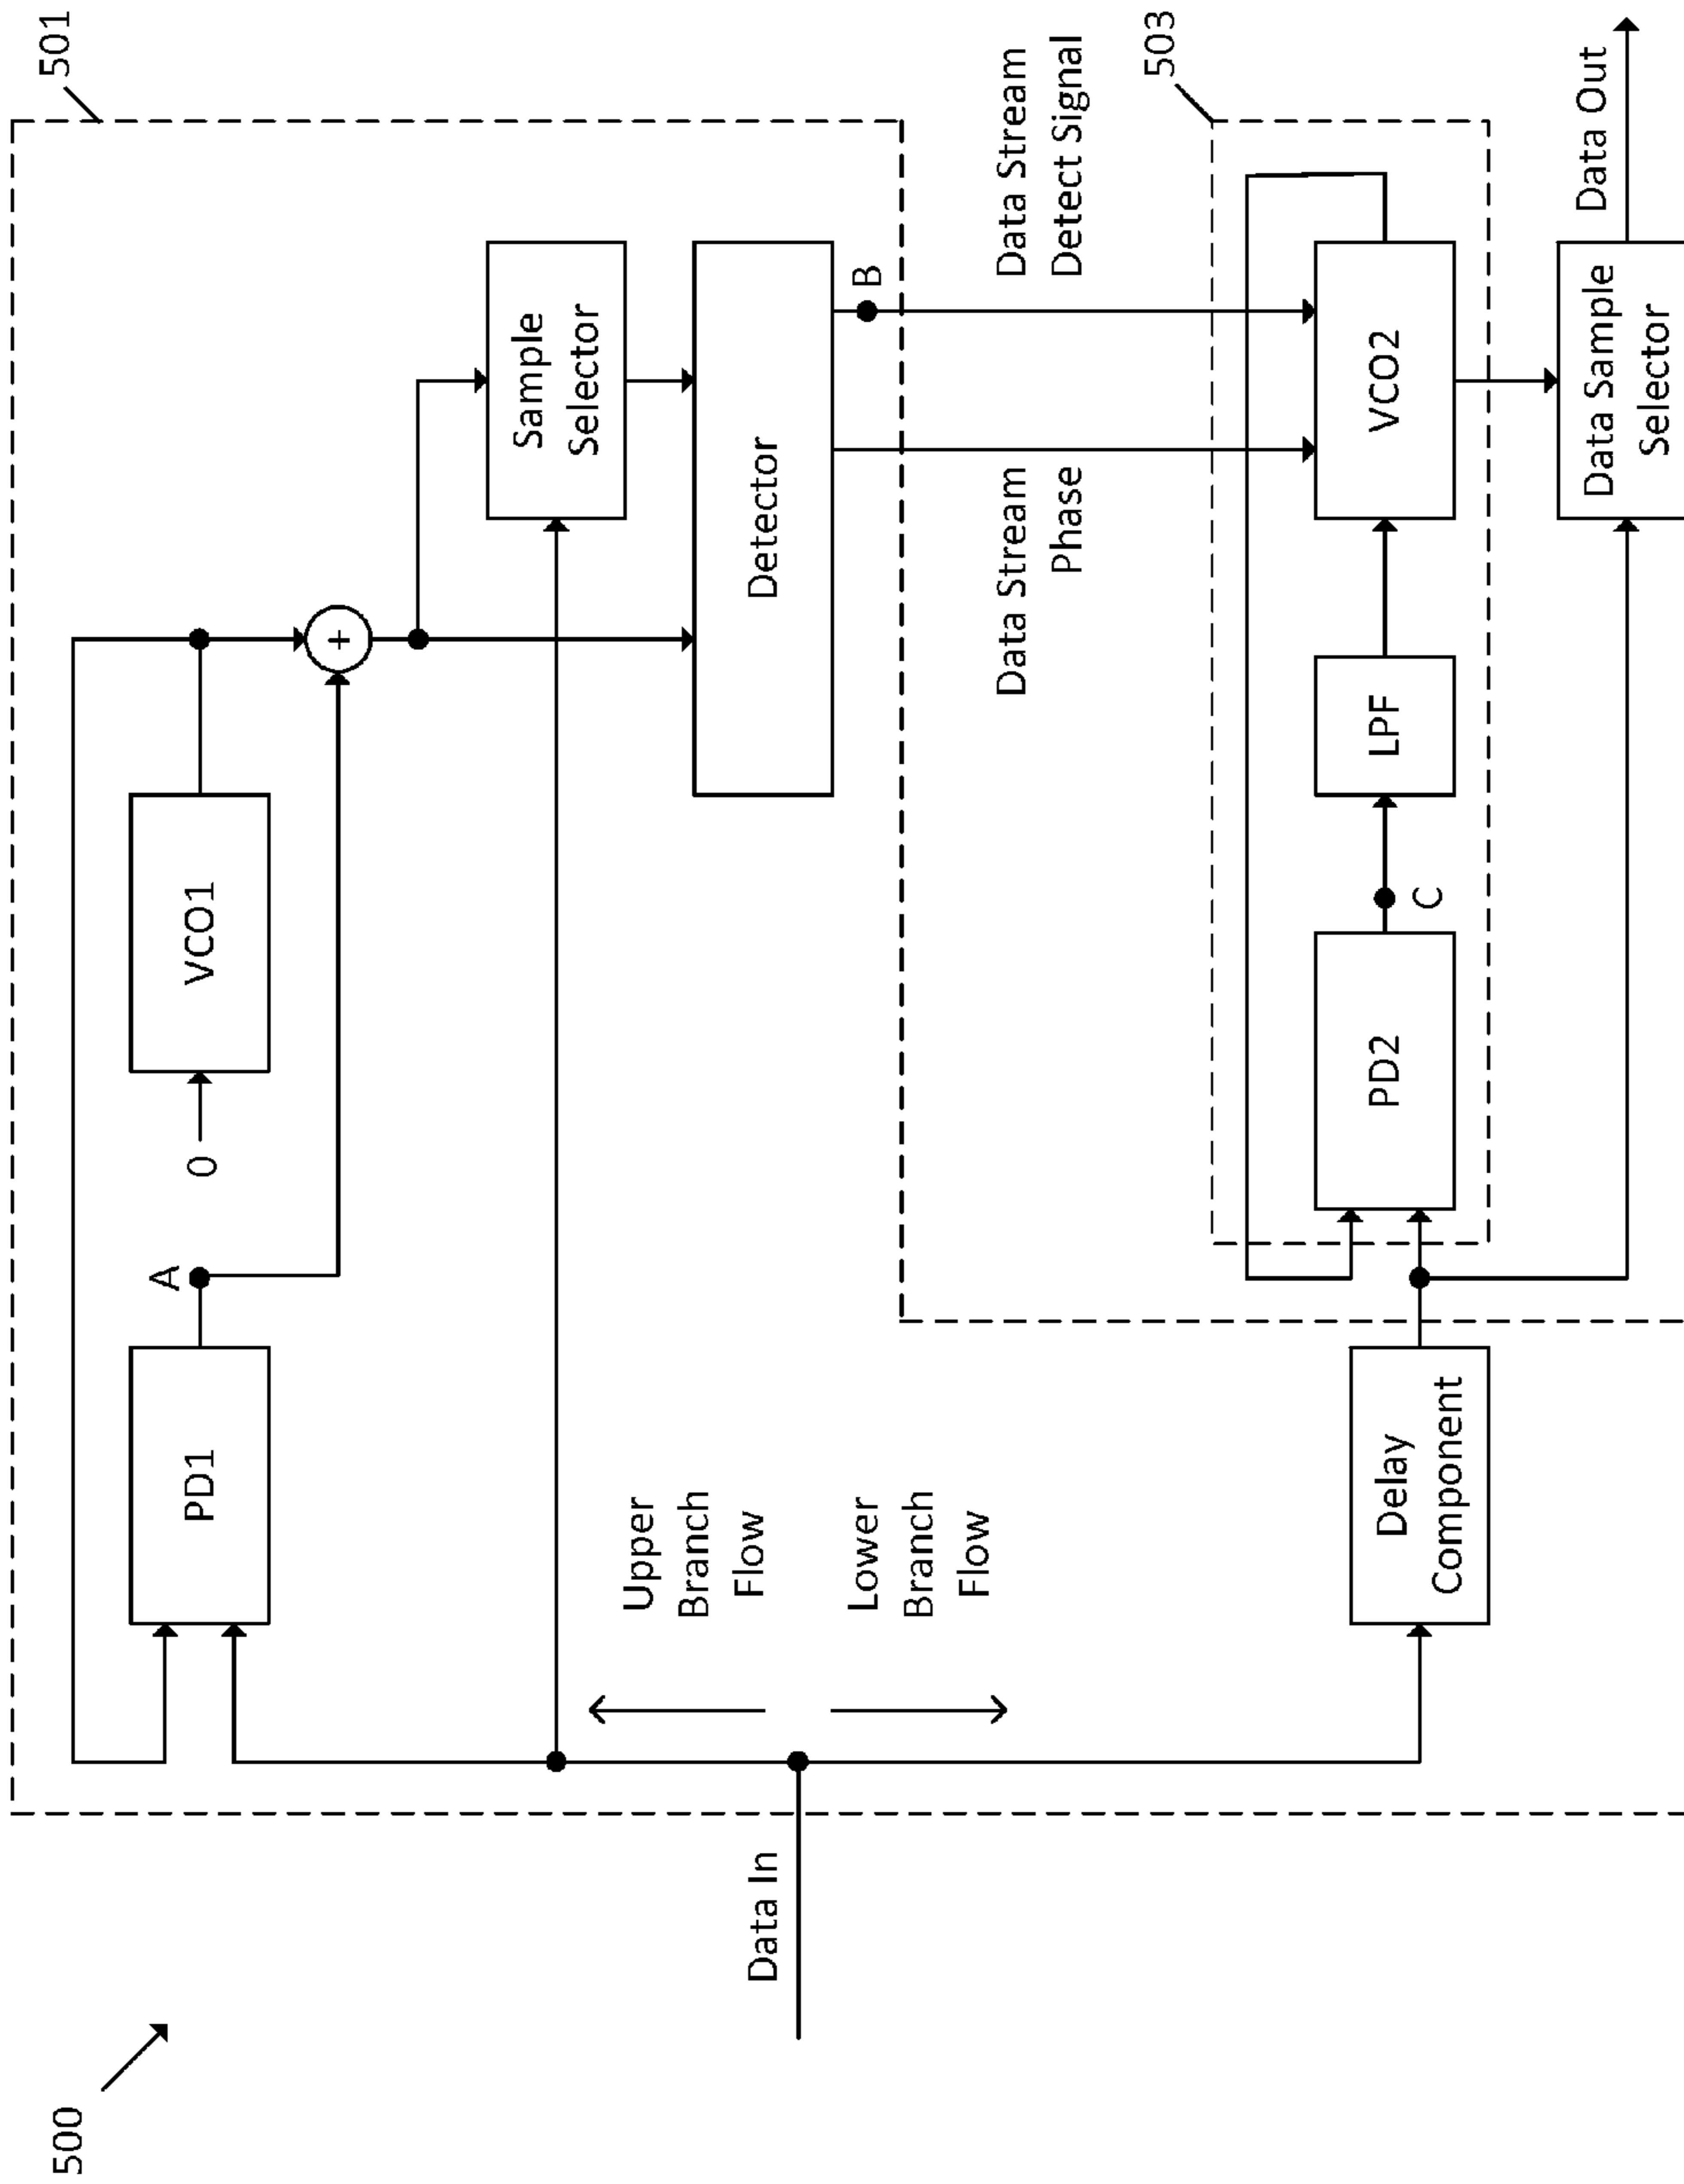 500
501
PD1
A
0
VCO1
+
Sample
Selector
Detector
B
Upper
Branch
Flow
Data In
Lower
Branch
Flow
Data Stream
Phase
Data Stream
Detect Signal
503
Delay
Component
PD2
C
LPF
VCO2
Data Sample
Selector
Data Out